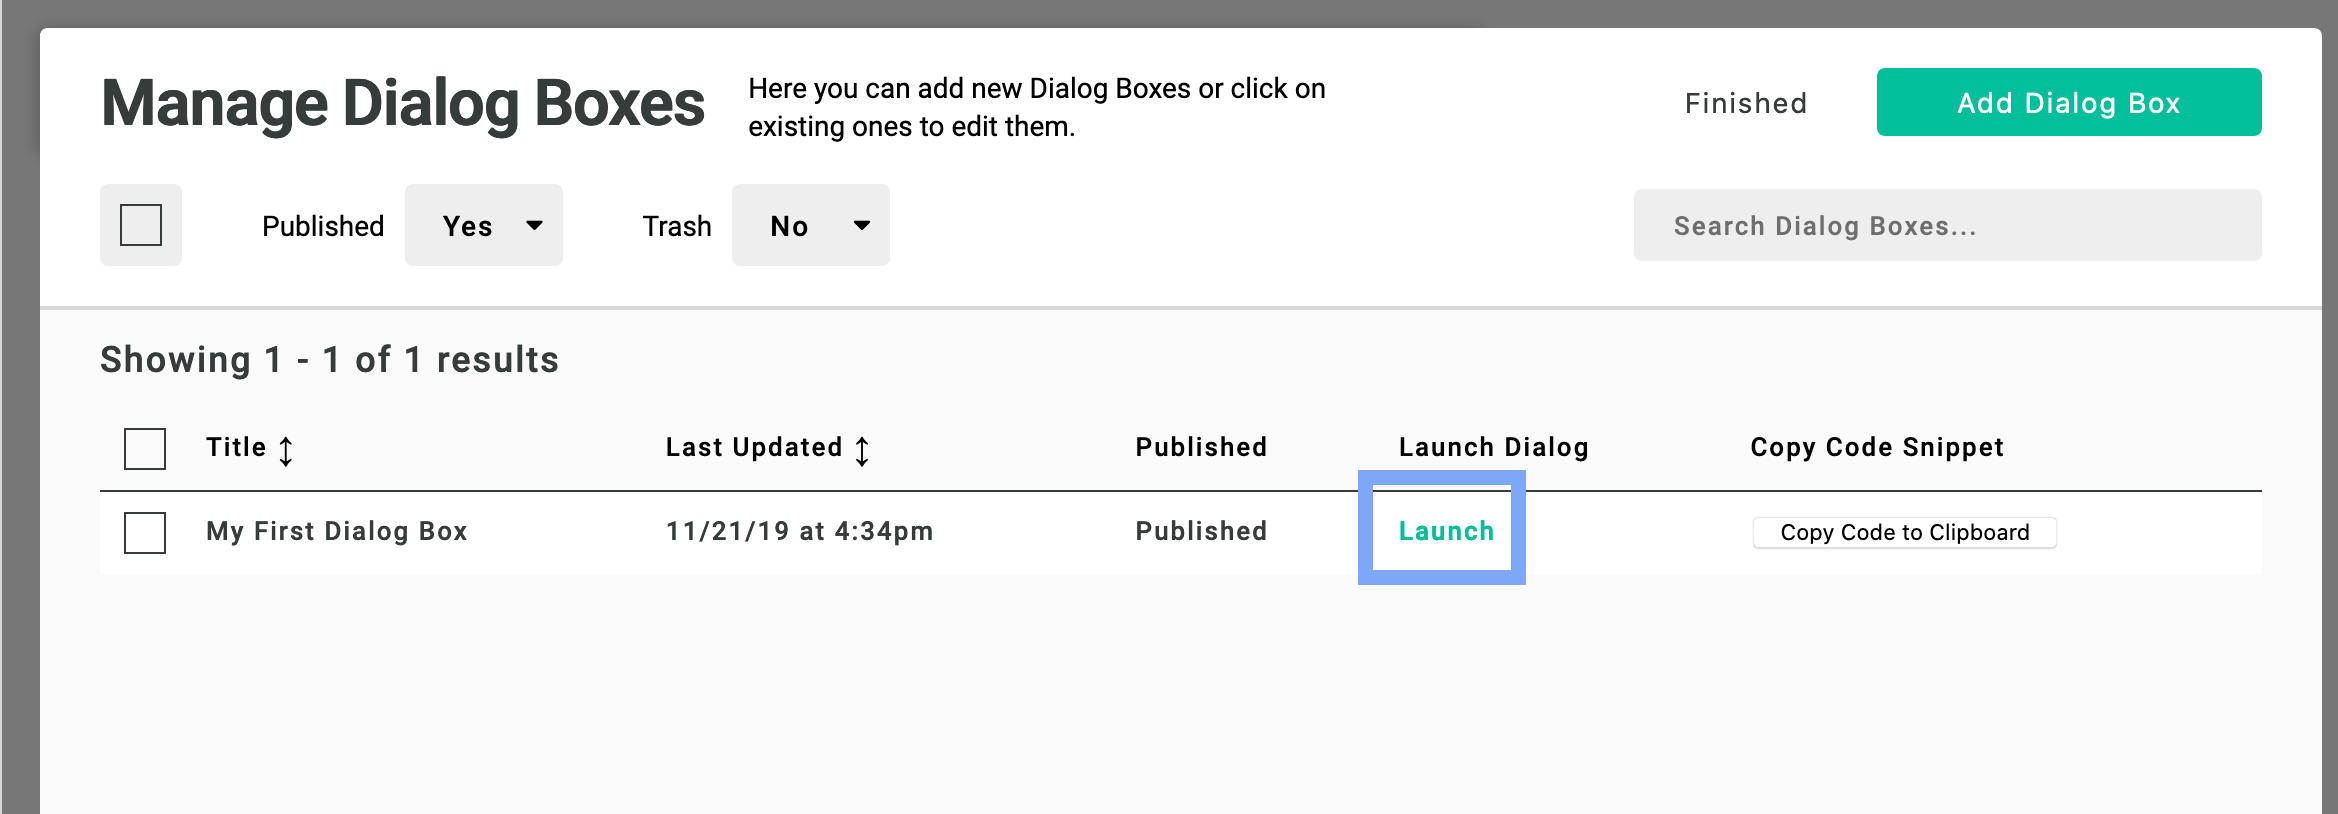 Manage Dialog Boxes
Here you can add new Dialog Boxes or click on
existing ones to edit them.
Finished
Add Dialog Box
Published
Yes
Trash
No
Search Dialog Boxes...
Showing 1 - 1 of 1 results
Title
Last Updated
Published
Launch Dialog
Copy Code Snippet
My First Dialog Box
11/21/19 at 4:34pm
Published
Launch
Copy Code to Clipboard